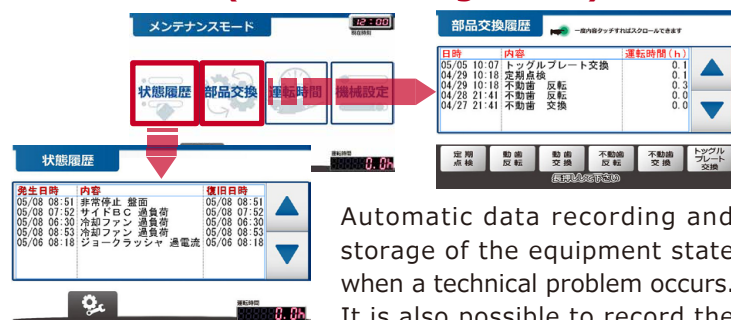 メンテナンスモード
12:00
現在時刻
状態履歴
部品交換
運転時間
機械設定
運転時間
0.0h
部品交換履歴
一度内容タッチすればスクロールできます
日時 内容 運転時間(h)
05/05 10:07 トッグルプレート交換 0.1
04/29 10:18 定期点検 0.1
04/29 10:18 不動歯 反転 0.3
04/28 21:41 不動歯 反転 0.0
04/27 21:41 不動歯 交換 0.0
定期点検
動歯反転
動歯交換
不動歯反転
不動歯交換
トッグルプレート交換
状態履歴
発生日時 内容 復旧日時
05/08 08:51 非常停止 盤面 05/08 08:51
05/08 07:52 サイドBC 過負荷 05/08 07:52
05/08 06:30 冷却ファン 過負荷 05/08 06:30
05/08 08:53 冷却ファン 過負荷 05/08 08:53
05/06 08:18 ジョークラッシャ 過電流 05/06 08:18
運転時間
0.0h
Automatic data recording and
storage of the equipment state
when a technical problem occurs.
It is also possible to record the